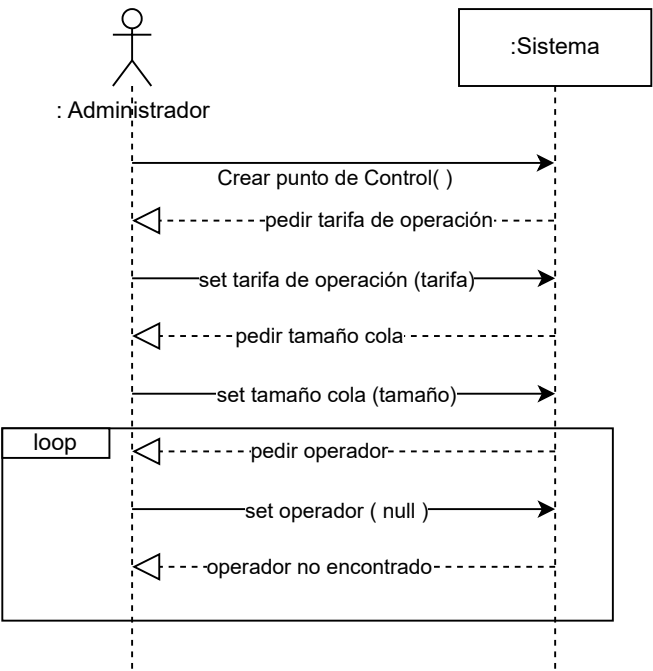 :Sistema
: Administrador
Crear punto de Control( )
pedir tarifa de operación
set tarifa de operación (tarifa)
pedir tamaño cola
set tamaño cola (tamaño)
loop
pedir operador
set operador ( null )
operador no encontrado